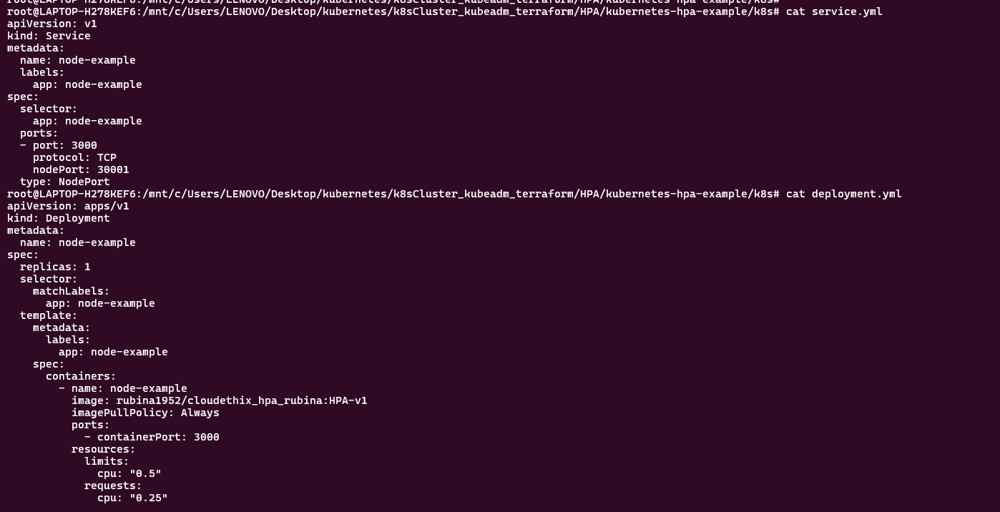 root@LAPTOP-H278KEF6:/mnt/c/Users/LENOVO/Desktop/kubernetes/k8sCluster_kubeadm_terraform/HPA/kubernetes-hpa-example/k8s#
root@LAPTOP-H278KEF6:/mnt/c/Users/LENOVO/Desktop/kubernetes/k8sCluster_kubeadm_terraform/HPA/kubernetes-hpa-example/k8s# cat service.yml
apiVersion: v1
kind: Service
metadata:
  name: node-example
  labels:
    app: node-example
spec:
  selector:
    app: node-example
  ports:
  - port: 3000
    protocol: TCP
    nodePort: 30001
  type: NodePort
root@LAPTOP-H278KEF6:/mnt/c/Users/LENOVO/Desktop/kubernetes/k8sCluster_kubeadm_terraform/HPA/kubernetes-hpa-example/k8s# cat deployment.yml
apiVersion: apps/v1
kind: Deployment
metadata:
  name: node-example
spec:
  replicas: 1
  selector:
    matchLabels:
      app: node-example
  template:
    metadata:
      labels:
        app: node-example
    spec:
      containers:
        - name: node-example
          image: rubina1952/cloudethix_hpa_rubina:HPA-v1
          imagePullPolicy: Always
          ports:
            - containerPort: 3000
          resources:
            limits:
              cpu: "0.5"
            requests:
              cpu: "0.25"